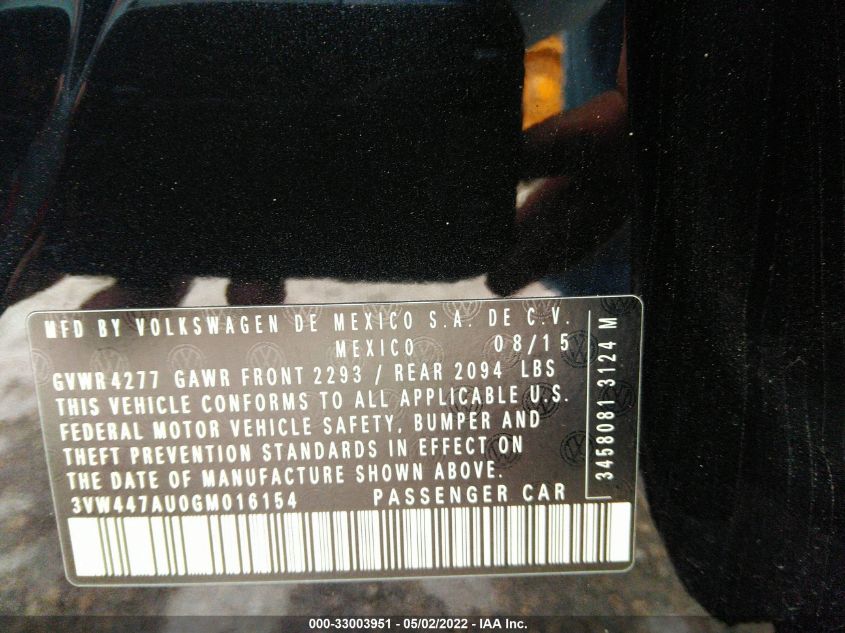 MFD BY VOLKSWAGEN DE MEXICO S.A. DE C.V.
MEXICO 08/15
GVWR4277 GAWR FRONT 2293 / REAR 2094 LBS
THIS VEHICLE CONFORMS TO ALL APPLICABLE U.S.
FEDERAL MOTOR VEHICLE SAFETY, BUMPER AND
THEFT PREVENTION STANDARDS IN EFFECT ON
THE DATE OF MANUFACTURE SHOWN ABOVE.
3VW447AU0GM016154 PASSENGER CAR
3458081 3124 M
000-33003951 - 05/02/2022 - IAA Inc.